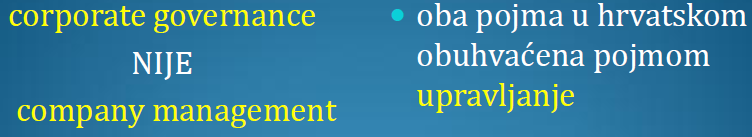 corporate governance
NIJE
company management
• oba pojma u hrvatskom
obuhvaćena pojmom
upravljanje